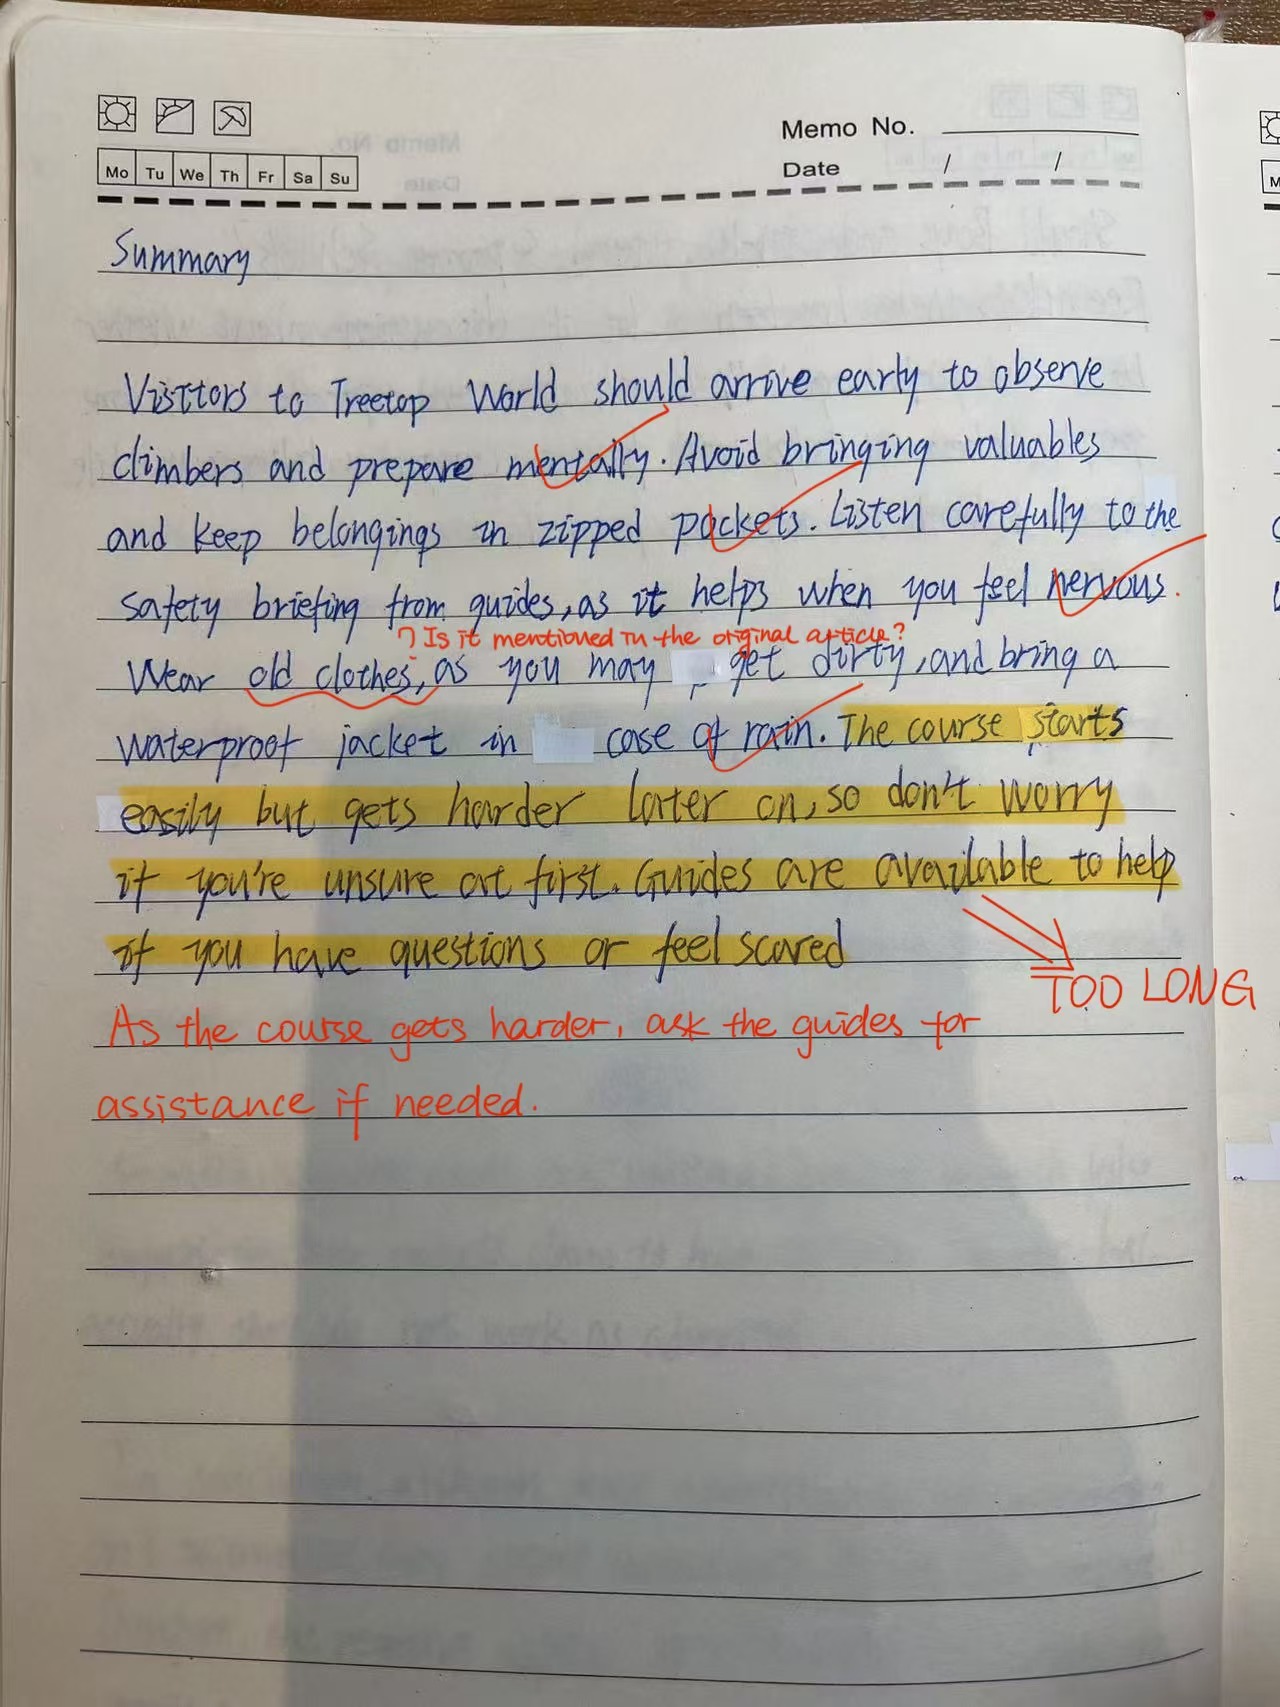 Memo No.
Mo Tu We Th Fr Sa Su
Date / /
Summary
Visitors to Treetop World should arrive early to observe
climbers and prepare mentally. Avoid bringing valuables
and keep belongings in zipped pockets. Listen carefully to the
safety briefing from guides, as it helps when you feel nervous.
? Is it mentioned in the original article?
Wear old clothes, as you may get dirty, and bring a
waterproof jacket in case of rain. The course starts
easily but gets harder later on, so don't worry
if you're unsure at first. Guides are available to help
if you have questions or feel scared
TOO LONG
As the course gets harder, ask the guides for
assistance if needed.